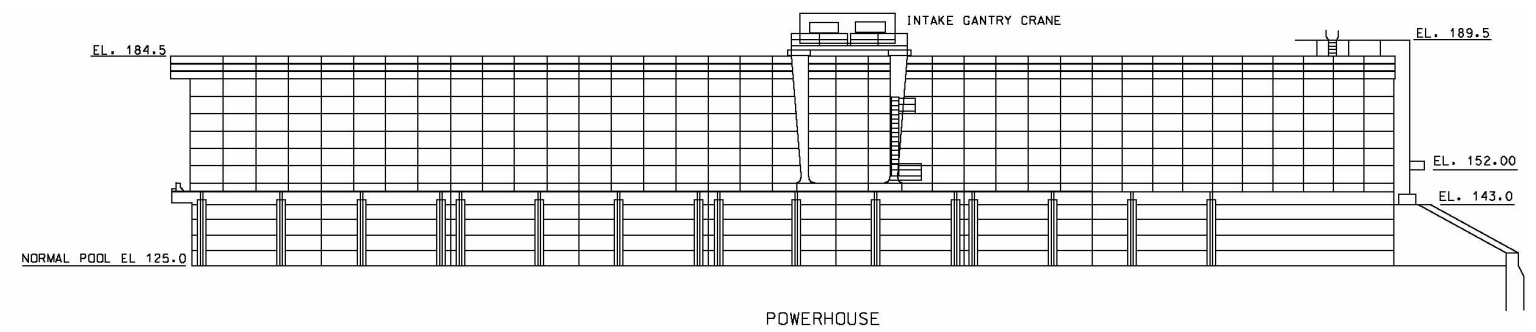 INTAKE GANTRY CRANE
EL. 189.5
EL. 184.5
EL. 152.00
EL. 143.0
NORMAL POOL EL 125.0
POWERHOUSE